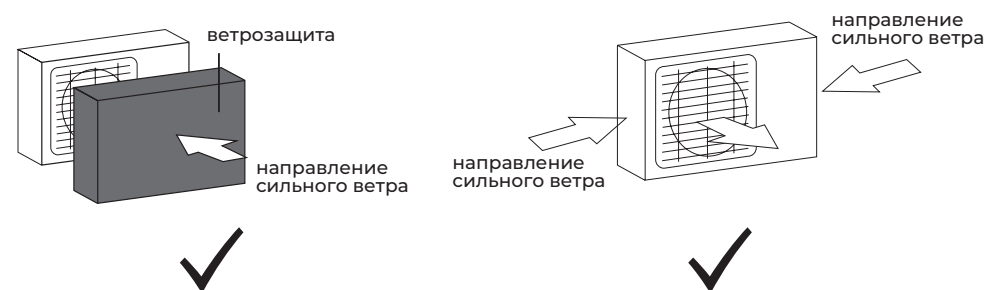 ветрозащита
направление
сильного ветра
направление
сильного ветра
направление
сильного ветра